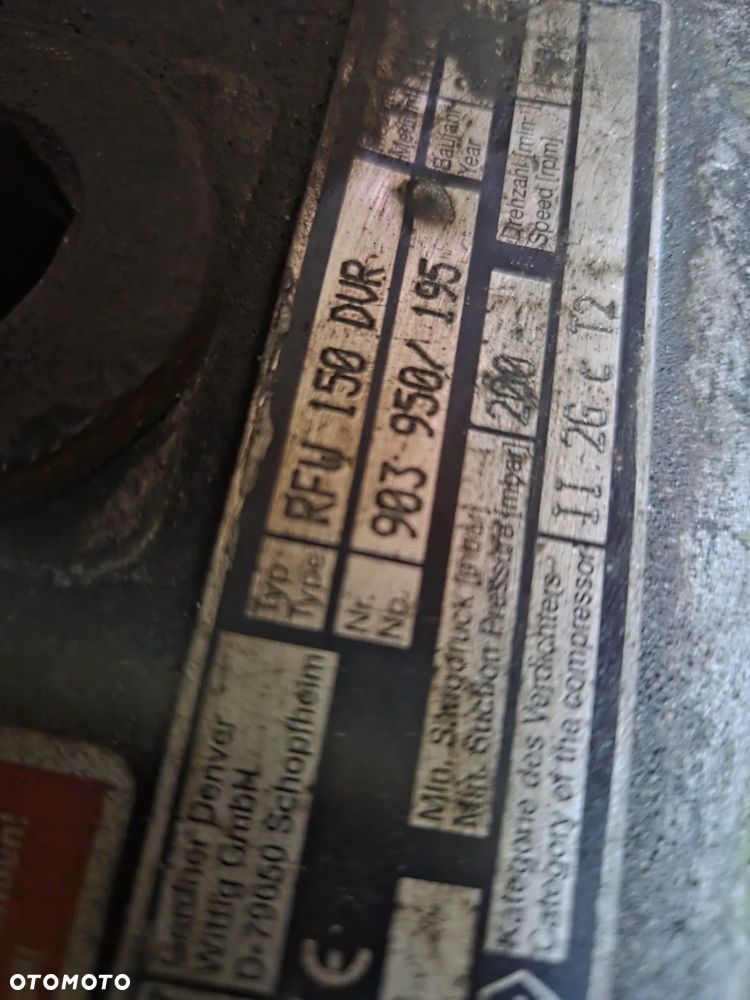 Gardner Denver
Wittig GmbH
D-79650 Schopfheim
Typ
Type
RFW 150 DVR
Nr.
Nb.
903 950/ 195
Baujahr
Year
Min. Saugdruck [mbar]
Min. Suction Pressure [mbar]
200
Drehzahl [min
Speed [rpm]
Kategorie des Verdichters
Category of the compressor
II 2G c T2
CE
OTOMOTO